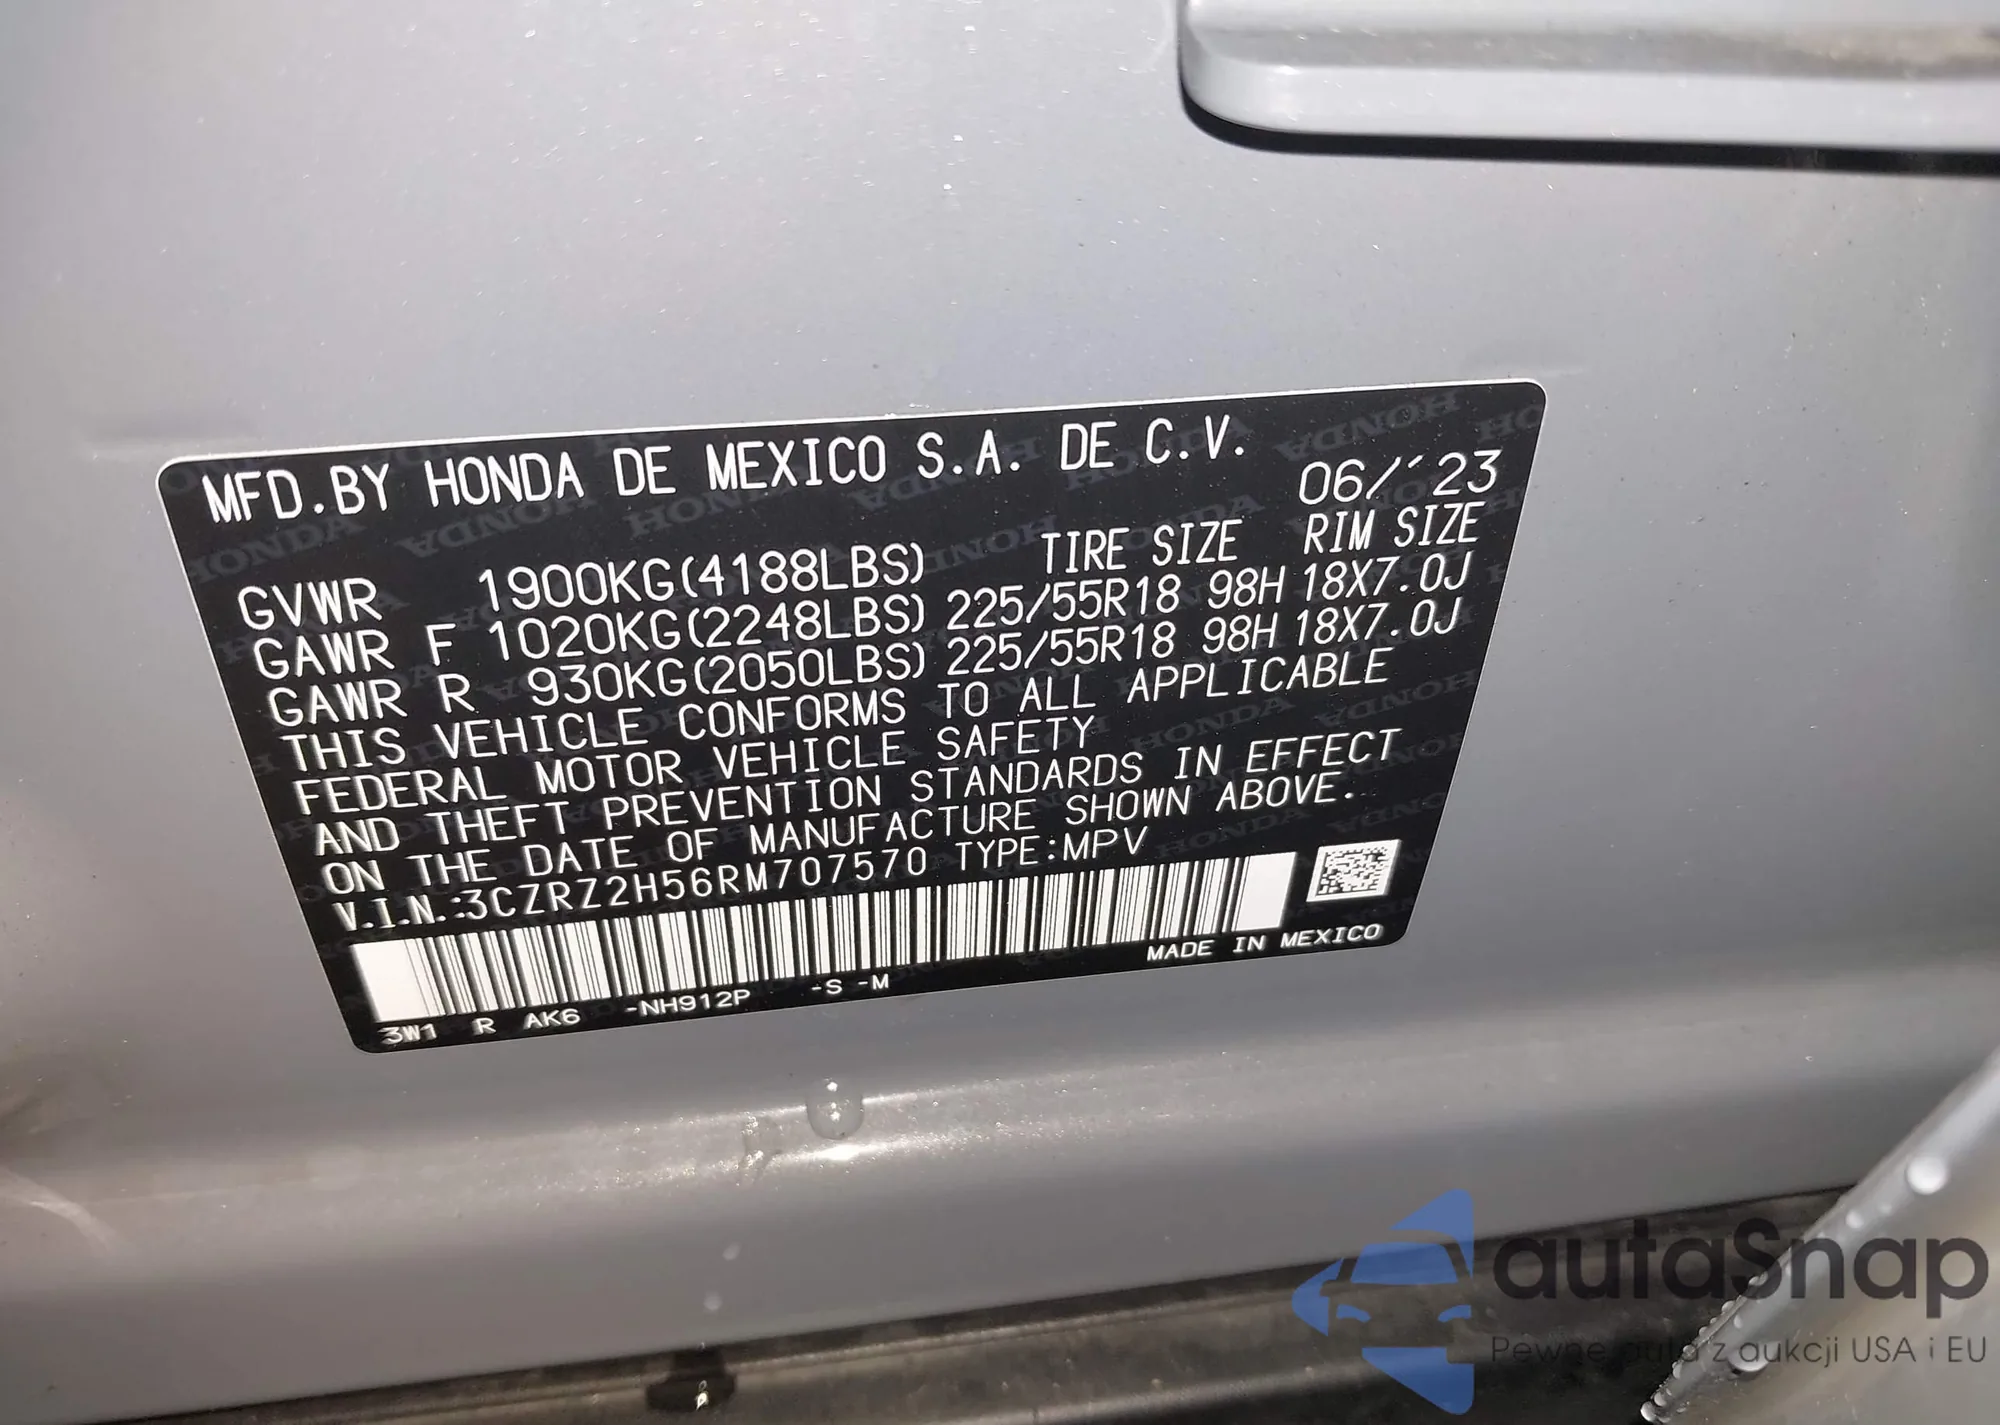 MFD.BY HONDA DE MEXICO S.A. DE C.V.
06/´23
TIRE SIZE RIM SIZE
GVWR 1900KG(4188LBS)
GAWR F 1020KG(2248LBS) 225/55R18 98H 18X7.0J
GAWR R 930KG(2050LBS) 225/55R18 98H 18X7.0J
THIS VEHICLE CONFORMS TO ALL APPLICABLE
FEDERAL MOTOR VEHICLE SAFETY
AND THEFT PREVENTION STANDARDS IN EFFECT
ON THE DATE OF MANUFACTURE SHOWN ABOVE.
V.I.N.:3CZRZ2H56RM707570 TYPE:MPV
MADE IN MEXICO
3W1 R AK6 -NH912P -S -M
autaSnap
Pewne auta z aukcji USA i EU